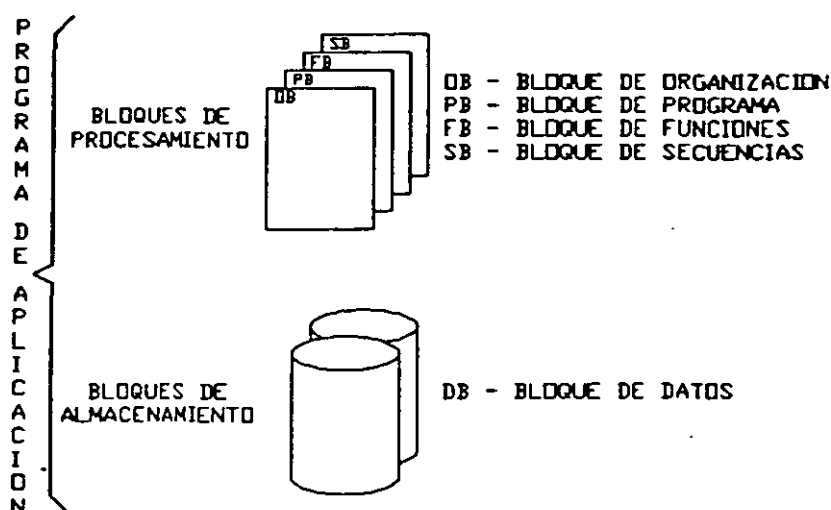 PROGRAMA DE APLICACION
BLOQUES DE
PROCESAMIENTO
SB
FB
PB
OB
OB - BLOQUE DE ORGANIZACION
PB - BLOQUE DE PROGRAMA
FB - BLOQUE DE FUNCIONES
SB - BLOQUE DE SECUENCIAS
BLOQUES DE
ALMACENAMIENTO
DB - BLOQUE DE DATOS